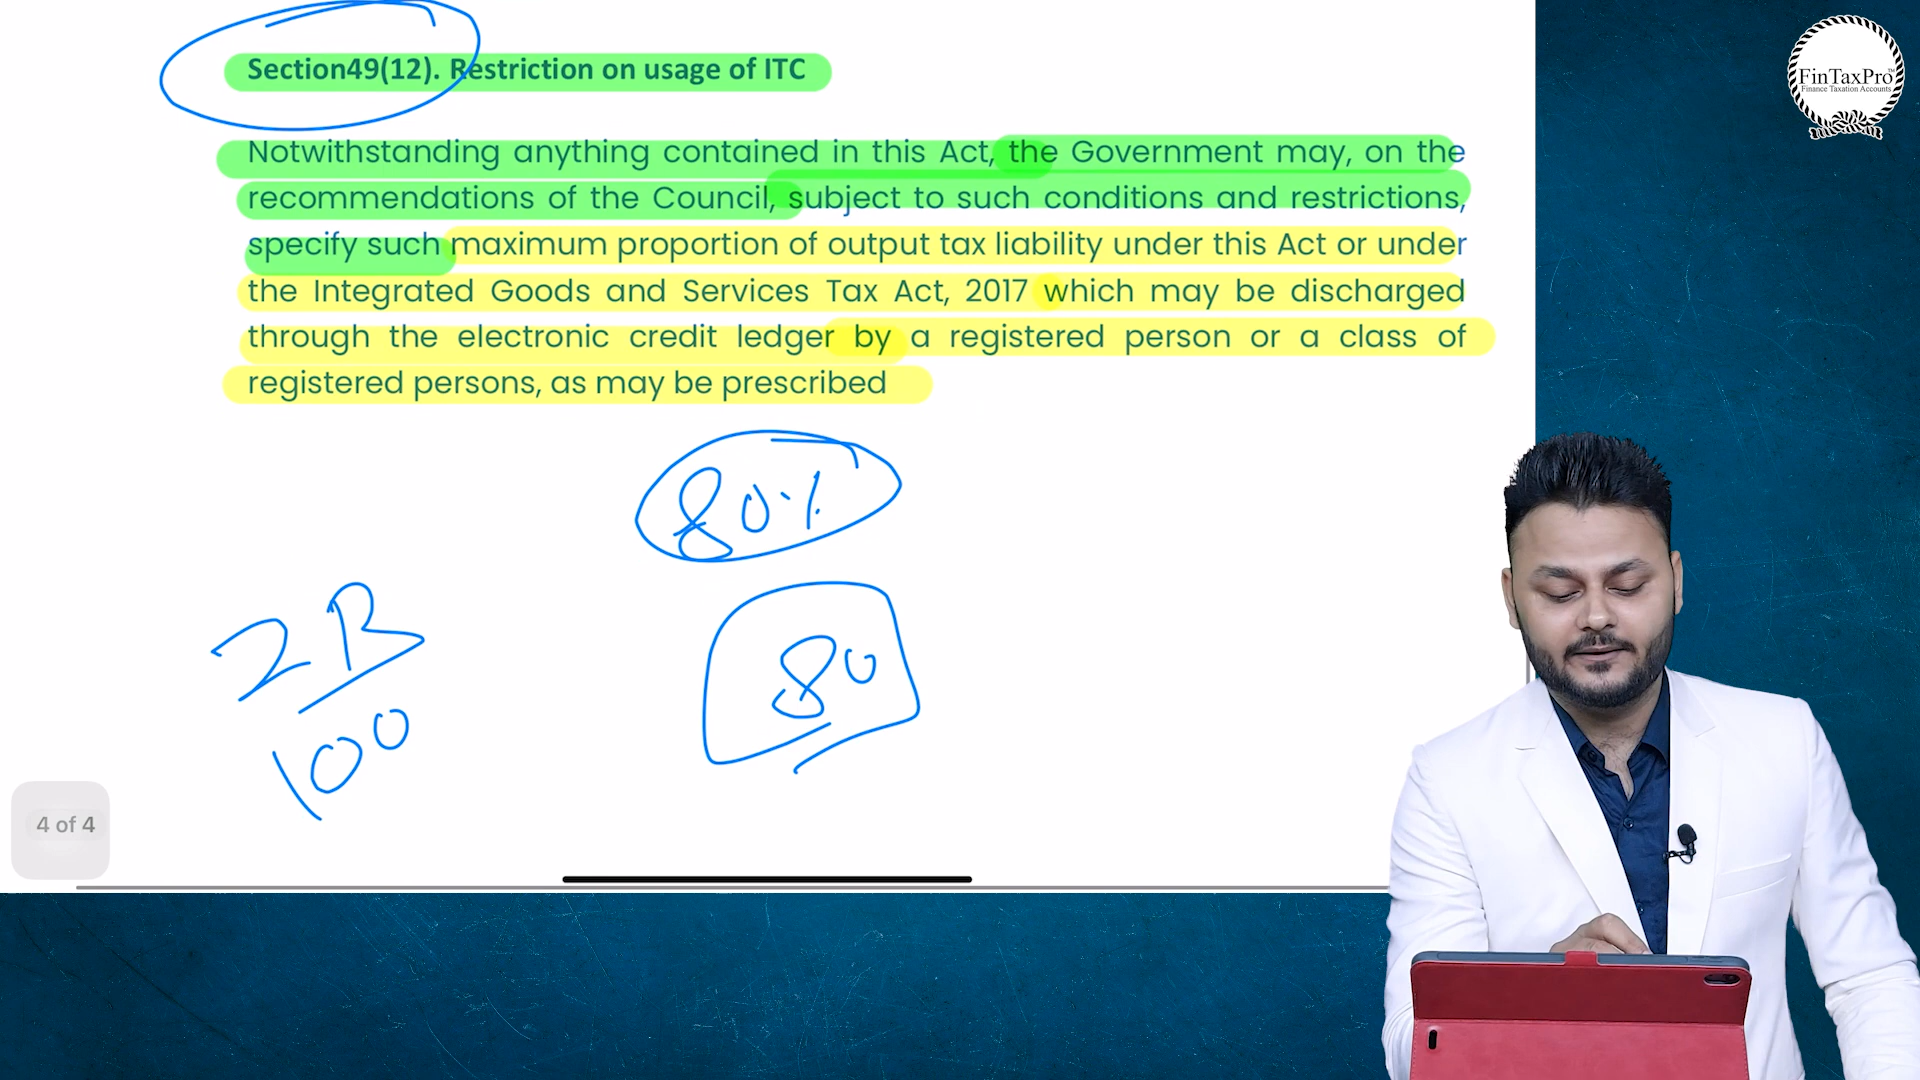 Section49(12). Restriction on usage of ITC
Notwithstanding anything contained in this Act, the Government may, on the
recommendations of the Council, subject to such conditions and restrictions,
specify such maximum proportion of output tax liability under this Act or under
the Integrated Goods and Services Tax Act, 2017 which may be discharged
through the electronic credit ledger by a registered person or a class of
registered persons, as may be prescribed
80%
2B
100
80
4 of 4
FinTaxPro
Finance Taxation Accounts